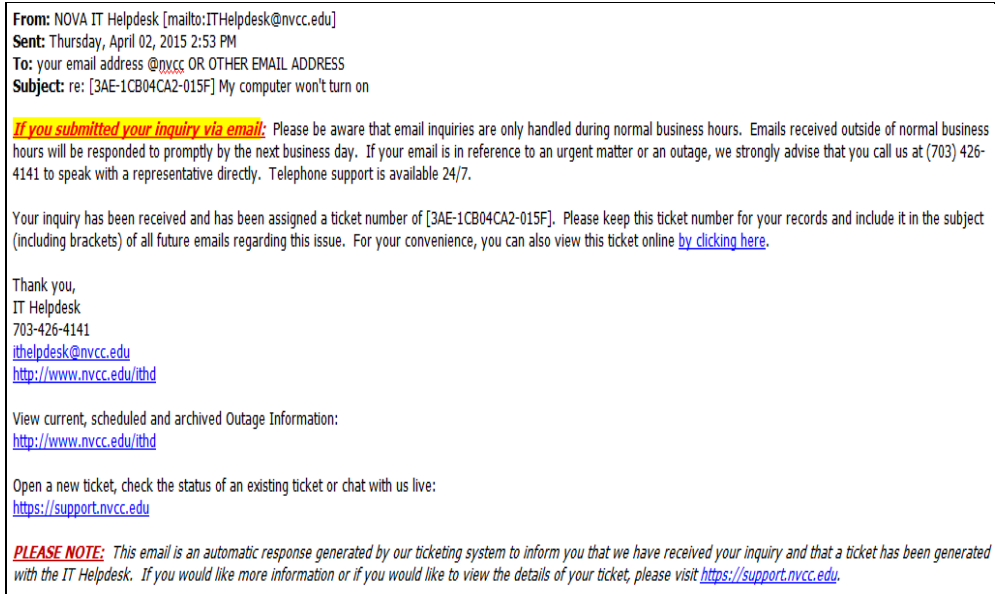 From: NOVA IT Helpdesk [mailto:ITHelpdesk@nvcc.edu]
Sent: Thursday, April 02, 2015 2:53 PM
To: your email address @nvcc OR OTHER EMAIL ADDRESS
Subject: re: [3AE-1CB04CA2-015F] My computer won't turn on
If you submitted your inquiry via email: Please be aware that email inquiries are only handled during normal business hours. Emails received outside of normal business
hours will be responded to promptly by the next business day. If your email is in reference to an urgent matter or an outage, we strongly advise that you call us at (703) 426-
4141 to speak with a representative directly. Telephone support is available 24/7.
Your inquiry has been received and has been assigned a ticket number of [3AE-1CB04CA2-015F]. Please keep this ticket number for your records and include it in the subject
(including brackets) of all future emails regarding this issue. For your convenience, you can also view this ticket online by clicking here.
Thank you,
IT Helpdesk
703-426-4141
ithelpdesk@nvcc.edu
http://www.nvcc.edu/ithd
View current, scheduled and archived Outage Information:
http://www.nvcc.edu/ithd
Open a new ticket, check the status of an existing ticket or chat with us live:
https://support.nvcc.edu
PLEASE NOTE: This email is an automatic response generated by our ticketing system to inform you that we have received your inquiry and that a ticket has been generated
with the IT Helpdesk. If you would like more information or if you would like to view the details of your ticket, please visit https://support.nvcc.edu.